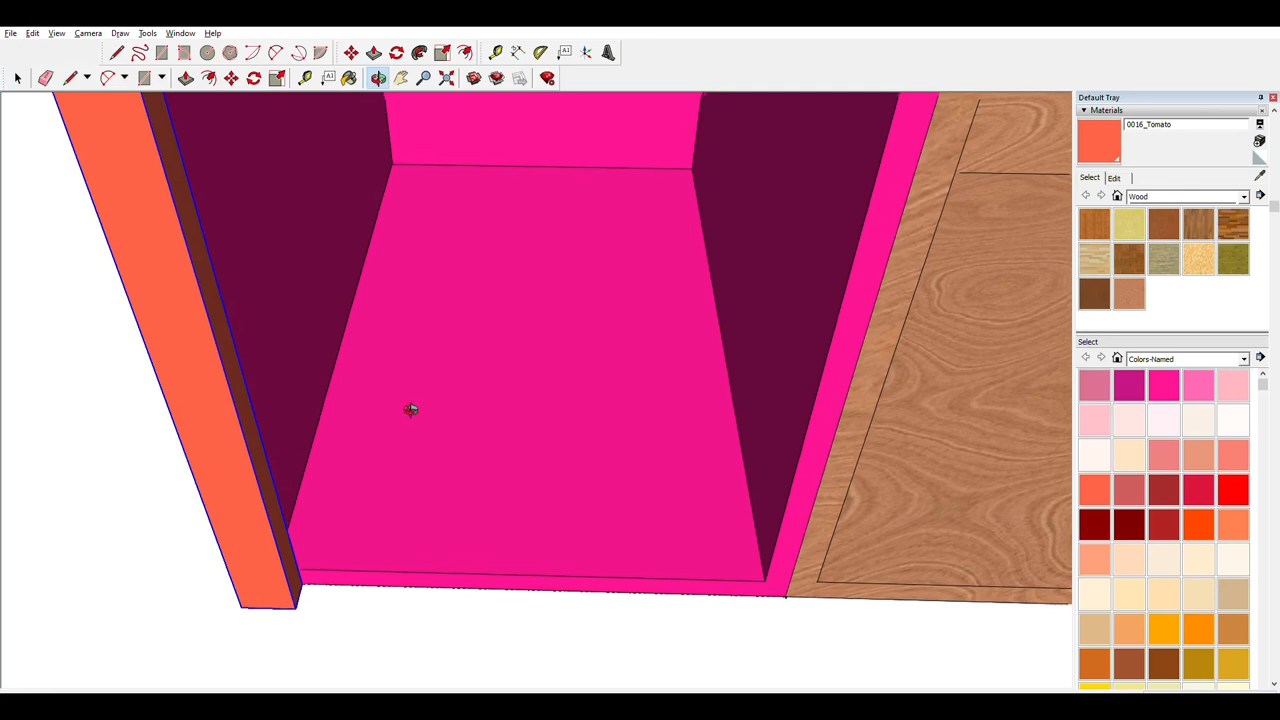 File Edit View Camera Draw Tools Window Help
Default Tray
Materials
0016_Tomato
Select Edit
Wood
Select
Colors-Named